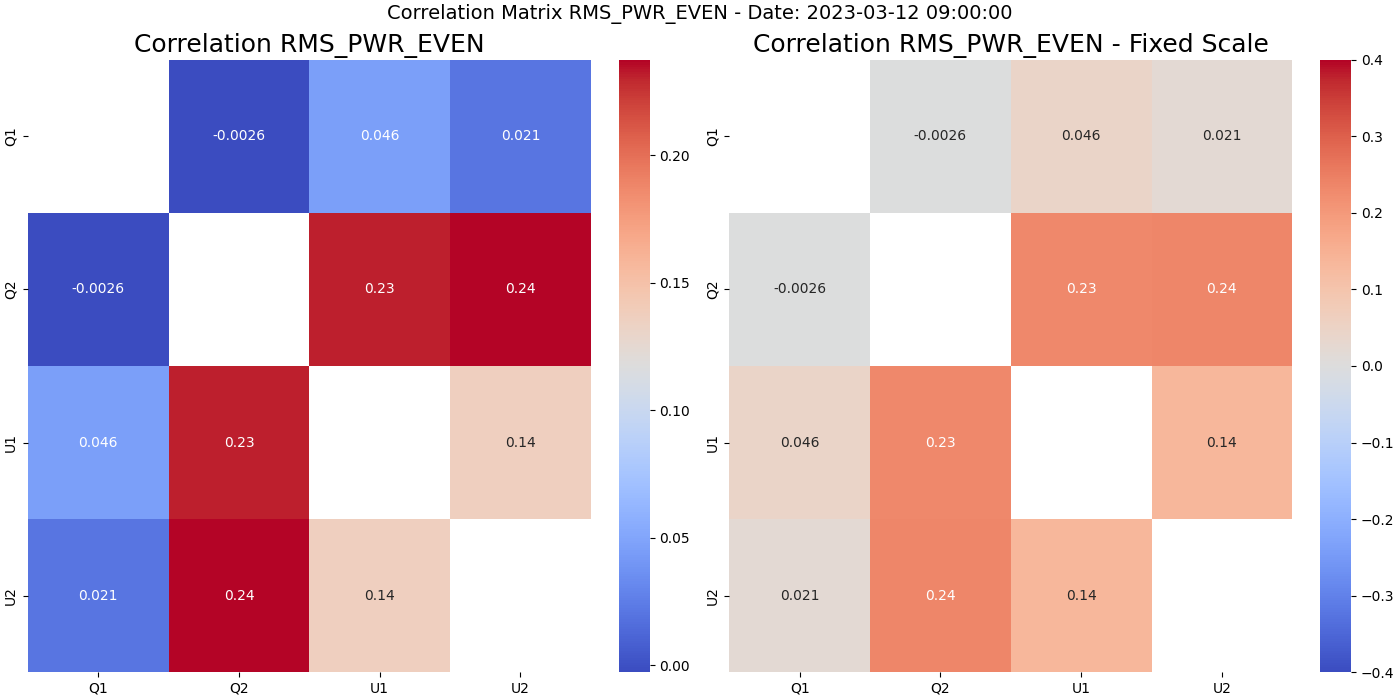 Correlation Matrix RMS_PWR_EVEN - Date: 2023-03-12 09:00:00
Correlation RMS_PWR_EVEN
Q1
-0.0026
0.046
0.021
Q2
-0.0026
0.23
0.24
U1
0.046
0.23
0.14
U2
0.021
0.24
0.14
Q1
Q2
U1
U2
0.20
0.15
0.10
0.05
0.00
Correlation RMS_PWR_EVEN - Fixed Scale
Q1
-0.0026
0.046
0.021
Q2
-0.0026
0.23
0.24
U1
0.046
0.23
0.14
U2
0.021
0.24
0.14
Q1
Q2
U1
U2
0.4
0.3
0.2
0.1
0.0
−0.1
−0.2
−0.3
−0.4